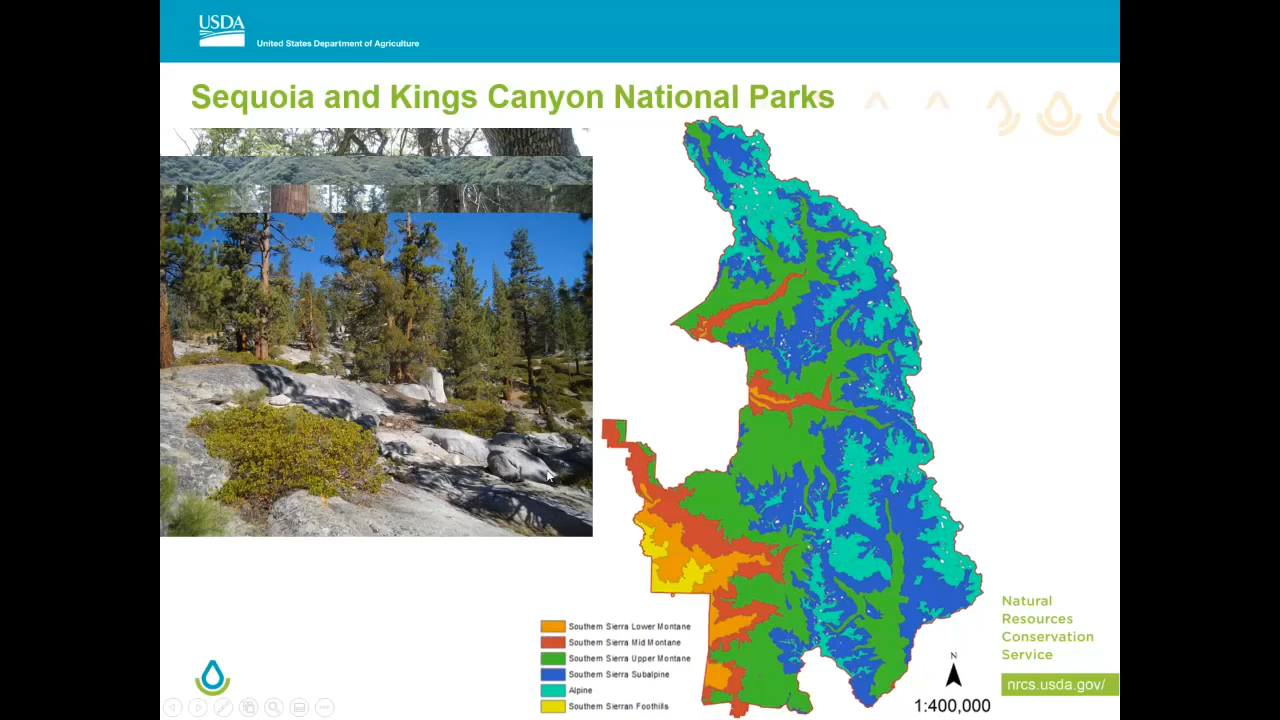 USDA
United States Department of Agriculture
Sequoia and Kings Canyon National Parks
Southern Sierra Lower Montane
Southern Sierra Mid Montane
Southern Sierra Upper Montane
Southern Sierra Subalpine
Alpine
Southern Sierran Foothills
N
1:400,000
Natural
Resources
Conservation
Service
nrcs.usda.gov/